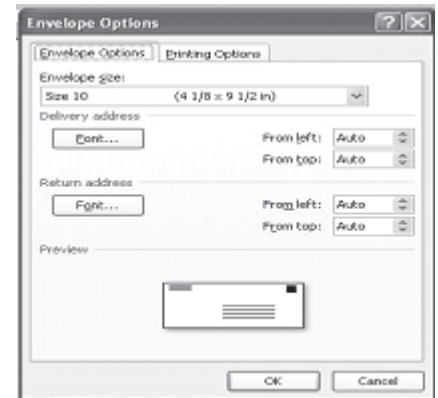 Envelope Options
Envelope Options Printing Options
Envelope size:
Size 10 (4 1/8 x 9 1/2 in)
Delivery address
Font... From left: Auto
From top: Auto
Return address
Font... From left: Auto
From top: Auto
Preview
OK Cancel